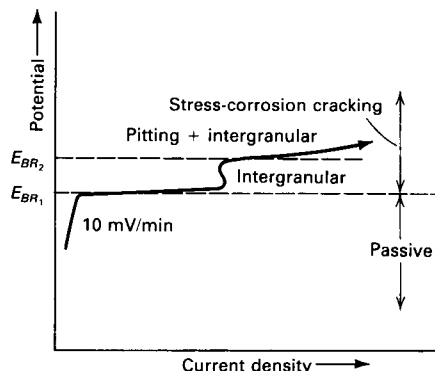 Potential
Stress-corrosion cracking
Pitting + intergranular
E_BR₂
Intergranular
E_BR₁
10 mV/min
Passive
Current density